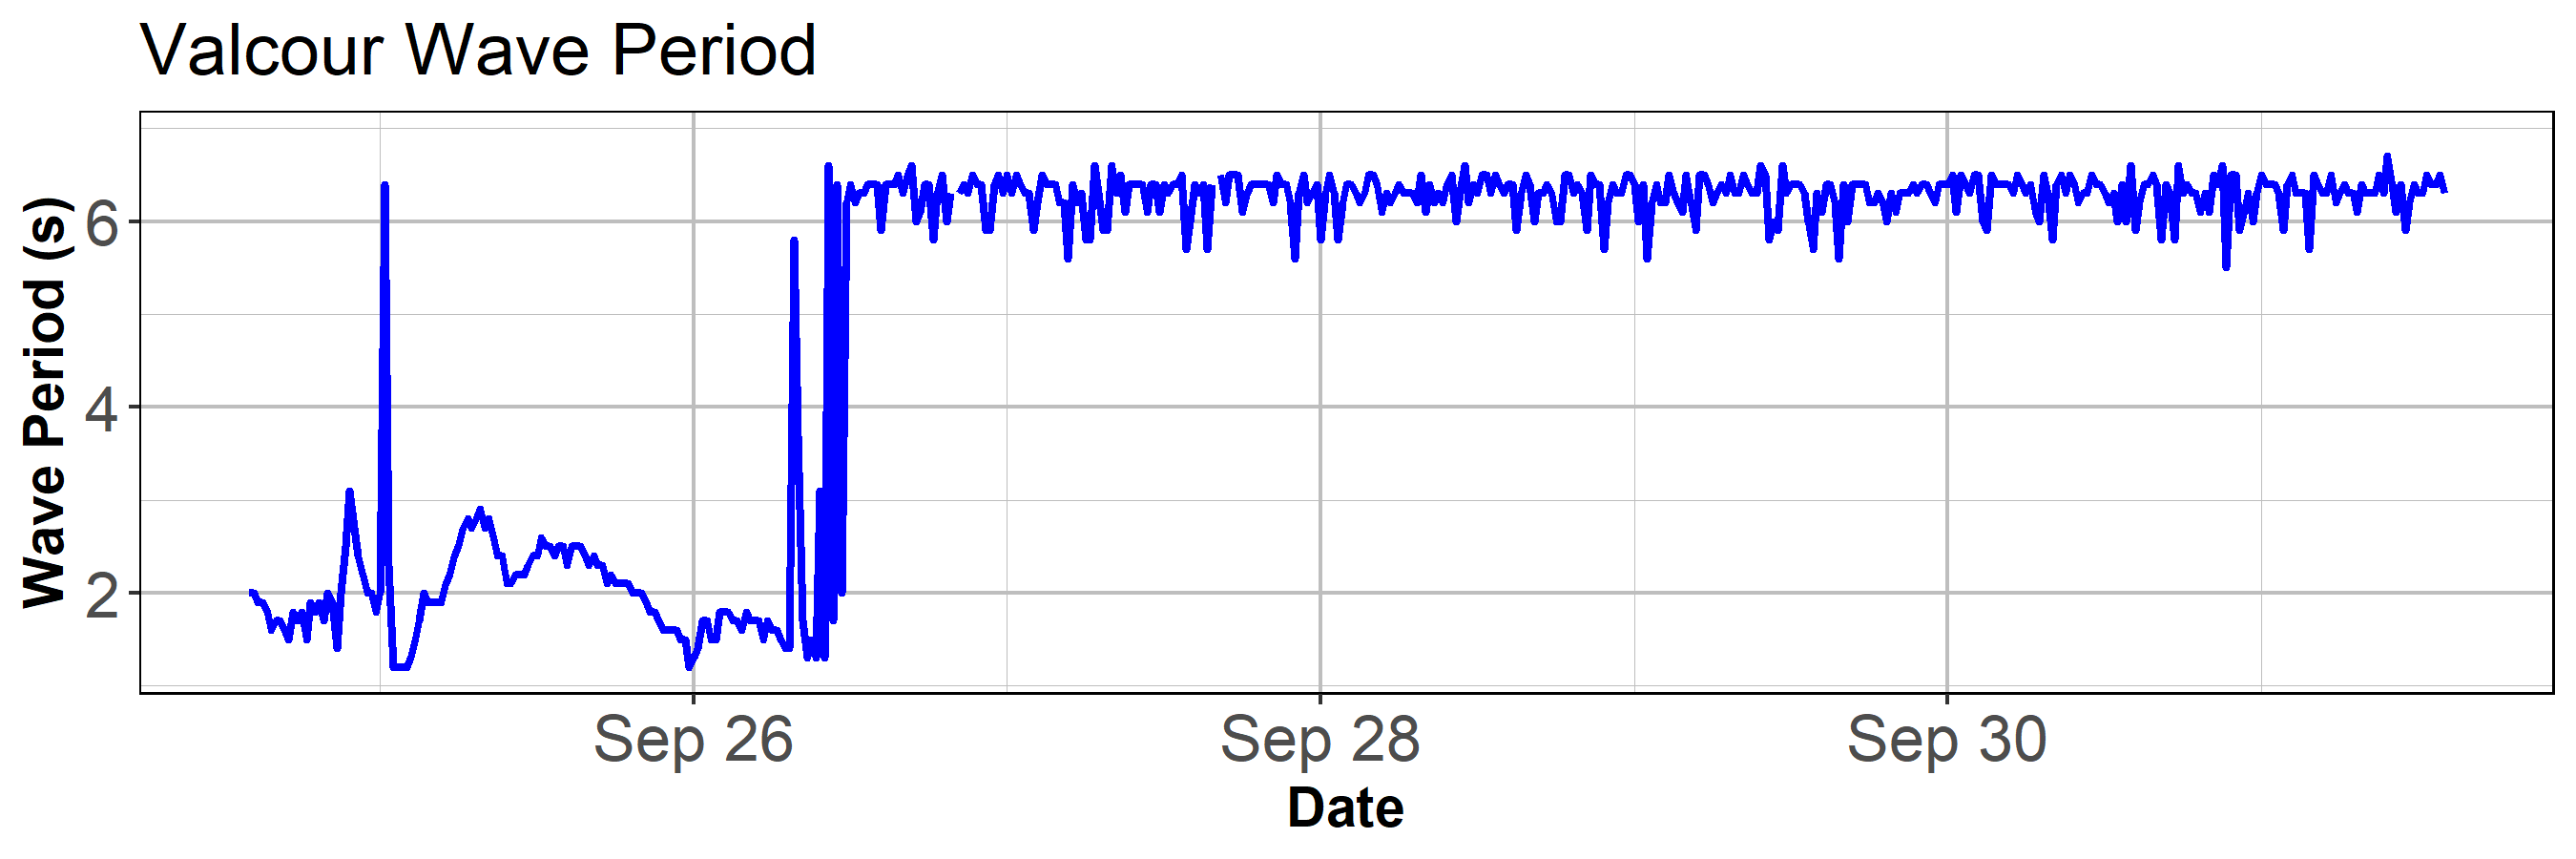 Valcour Wave Period
Wave Period (s)
6
4
2
Sep 26
Sep 28
Sep 30
Date